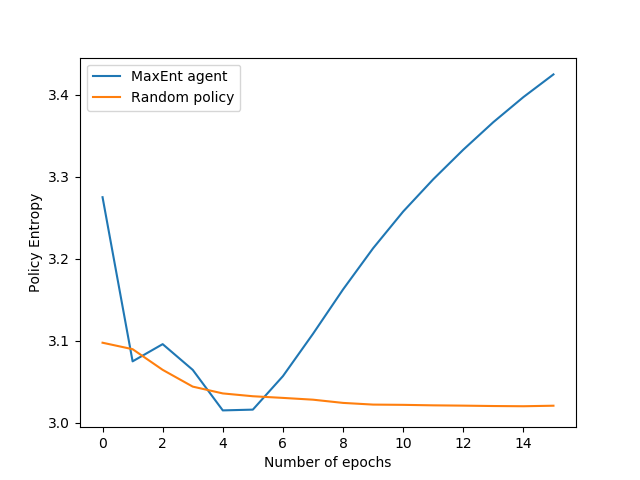 MaxEnt agent
Random policy
3.4
3.3
3.2
3.1
3.0
Policy Entropy
0 2 4 6 8 10 12 14
Number of epochs